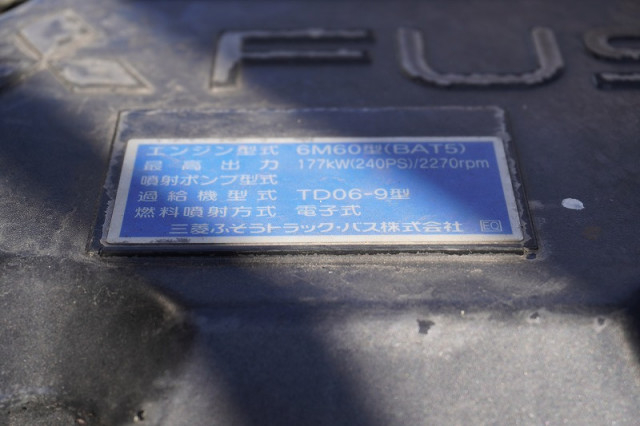 FUS
エンジン型式 6M60型(BAT5)
最高出力 177kW(240PS)/2270rpm
噴射ポンプ型式
過給機型式 TD06-9型
燃料噴射方式 電子式
三菱ふそうトラック・バス株式会社 EO